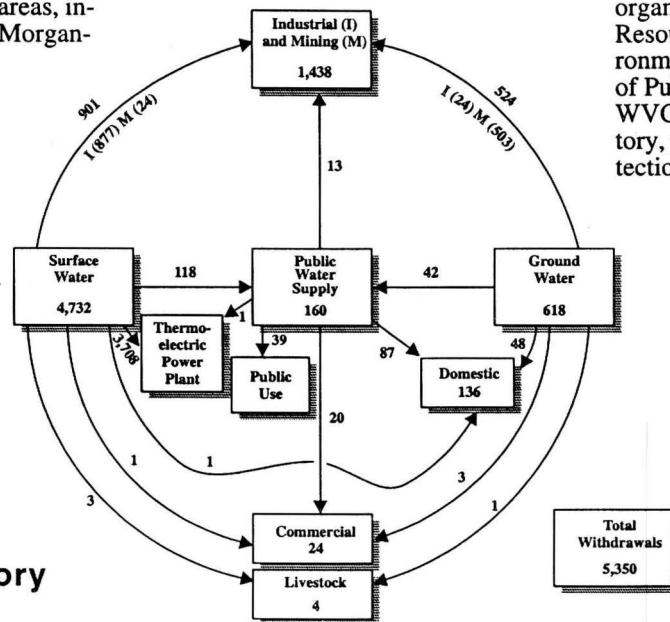 areas, in-
Morgan-
organ
Resou
ronm
of Pu
WVC
tory,
tectio
Industrial (I)
and Mining (M)
1,438
901
I (877) M (24)
524
I (24) M (503)
13
Surface
Water
4,732
118
Public
Water
Supply
160
42
Ground
Water
618
3,708
Thermo-
electric
Power
Plant
1
39
Public
Use
87
48
Domestic
136
20
1
1
3
3
1
Commercial
24
Livestock
4
Total
Withdrawals
5,350
ory